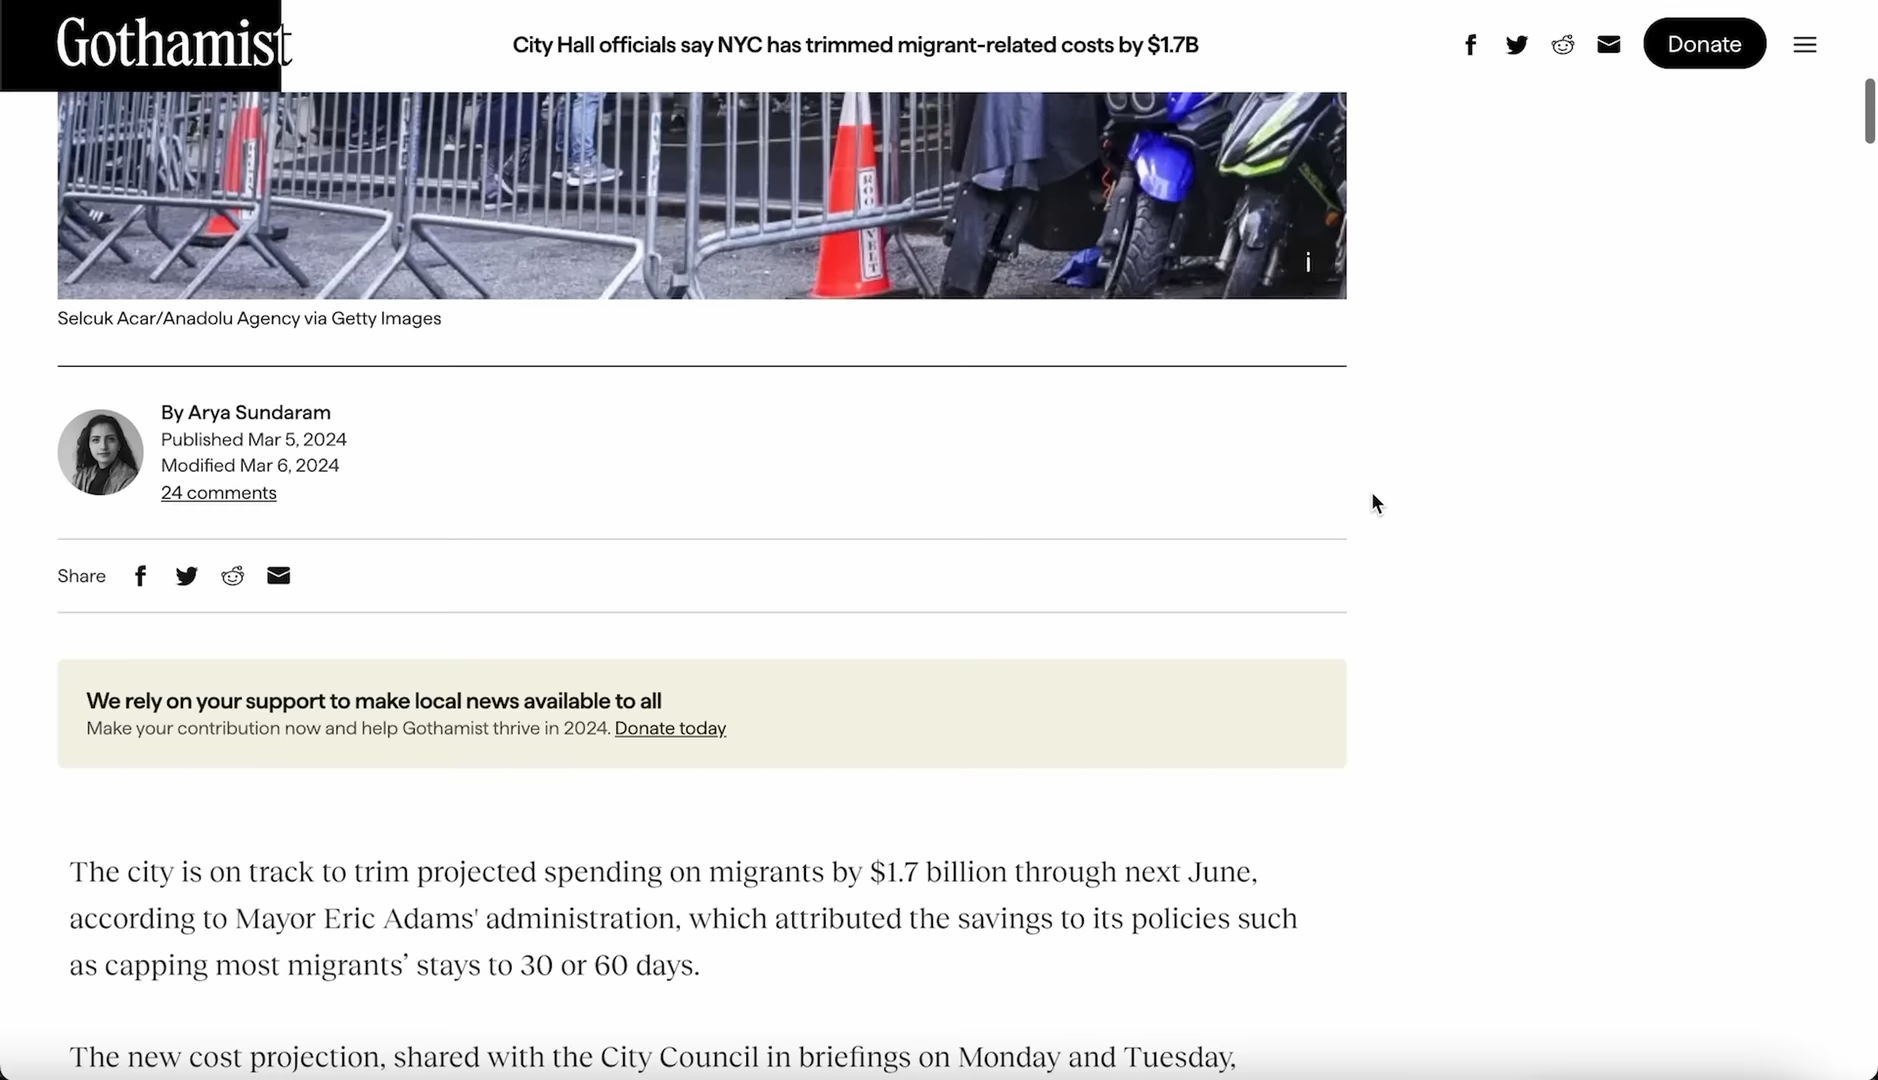 Gothamist
City Hall officials say NYC has trimmed migrant-related costs by $1.7B
Donate
Selcuk Acar/Anadolu Agency via Getty Images
By Arya Sundaram
Published Mar 5, 2024
Modified Mar 6, 2024
24 comments
Share
We rely on your support to make local news available to all
Make your contribution now and help Gothamist thrive in 2024. Donate today
The city is on track to trim projected spending on migrants by $1.7 billion through next June,
according to Mayor Eric Adams' administration, which attributed the savings to its policies such
as capping most migrants’ stays to 30 or 60 days.
The new cost projection, shared with the City Council in briefings on Monday and Tuesday,